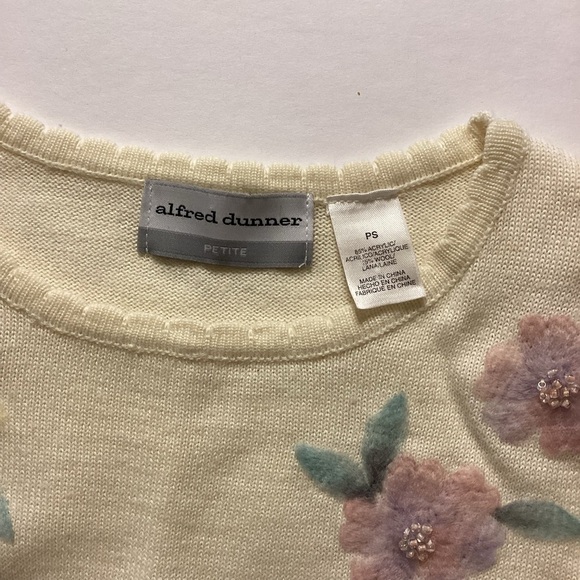 alfred dunner
PETITE
PS
85% ACRYLIC/
ACRILICO/ACRYLIQUE
15% WOOL/
LANA/LAINE
MADE IN CHINA
HECHO EN CHINA
FABRIQUE EN CHINE